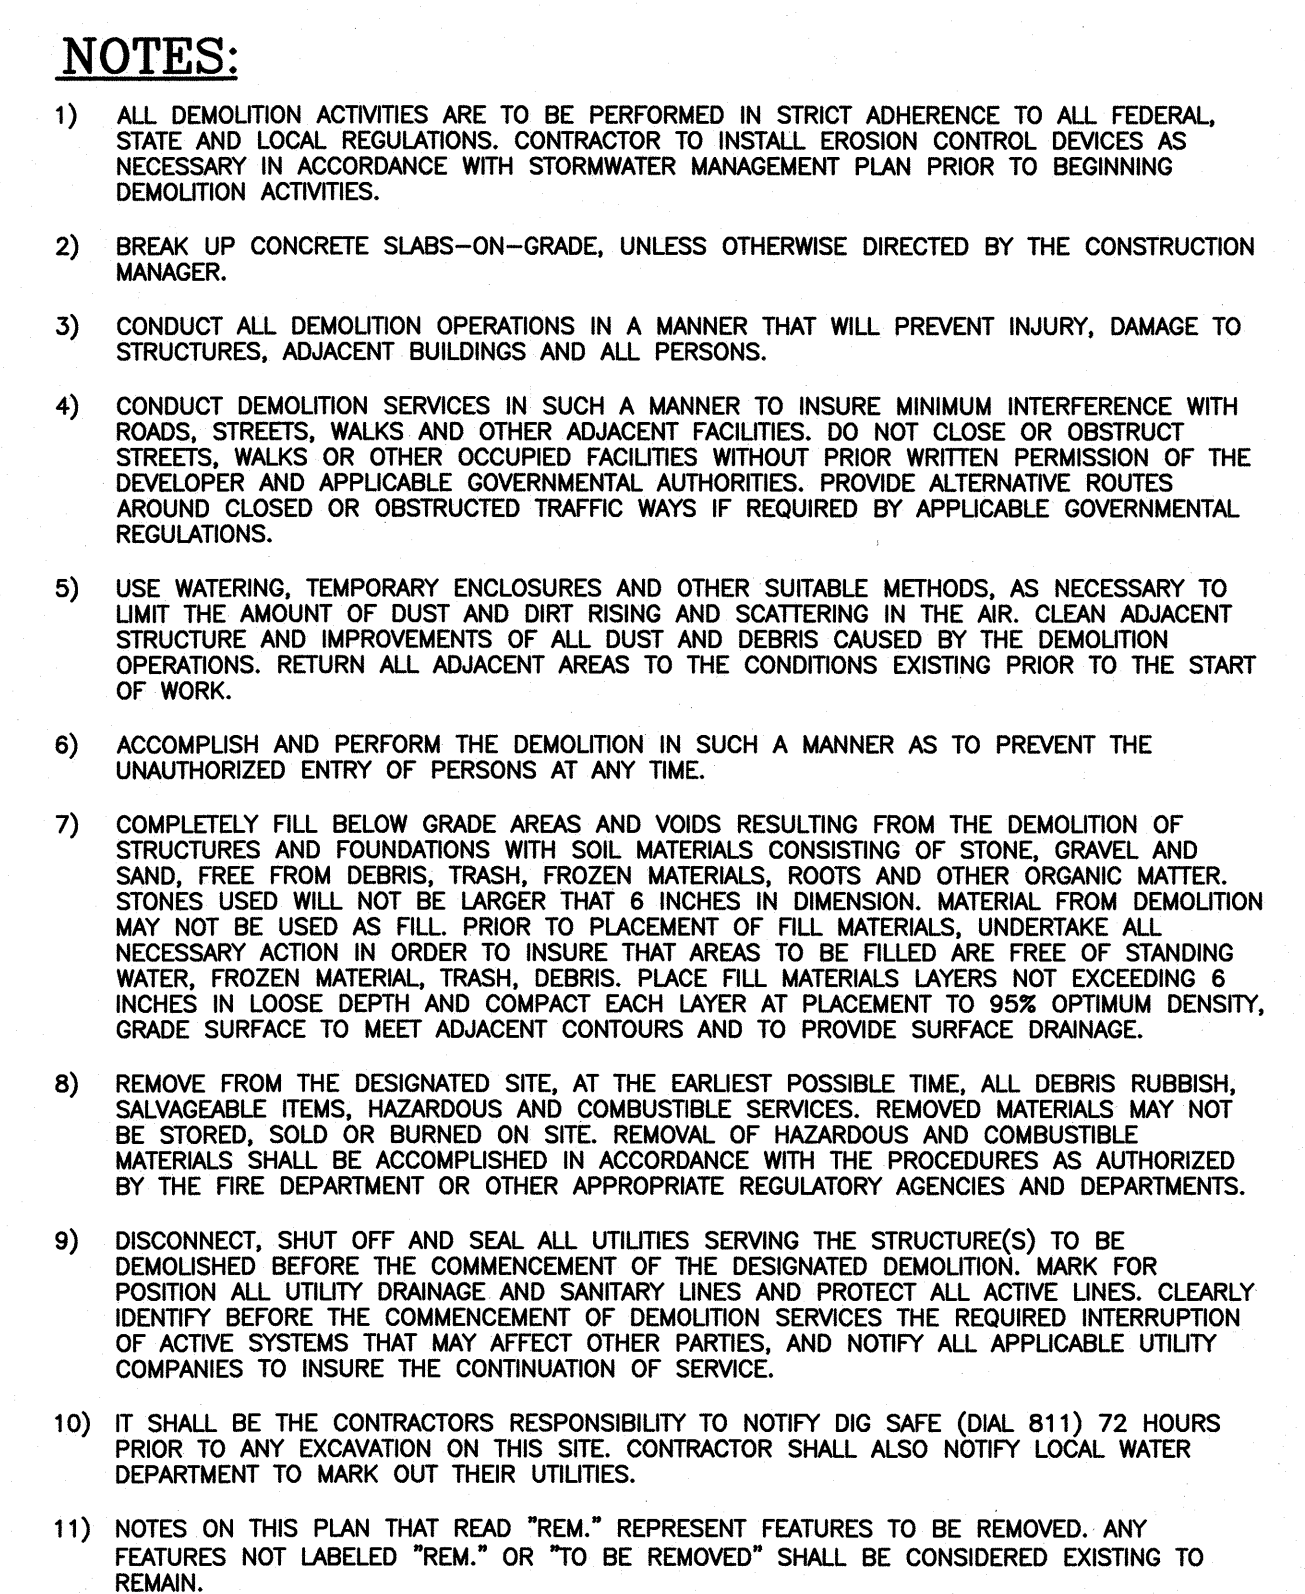 NOTES:
1) ALL DEMOLITION ACTIVITIES ARE TO BE PERFORMED IN STRICT ADHERENCE TO ALL FEDERAL,
STATE AND LOCAL REGULATIONS. CONTRACTOR TO INSTALL EROSION CONTROL DEVICES AS
NECESSARY IN ACCORDANCE WITH STORMWATER MANAGEMENT PLAN PRIOR TO BEGINNING
DEMOLITION ACTIVITIES.
2) BREAK UP CONCRETE SLABS-ON-GRADE, UNLESS OTHERWISE DIRECTED BY THE CONSTRUCTION
MANAGER.
3) CONDUCT ALL DEMOLITION OPERATIONS IN A MANNER THAT WILL PREVENT INJURY, DAMAGE TO
STRUCTURES, ADJACENT BUILDINGS AND ALL PERSONS.
4) CONDUCT DEMOLITION SERVICES IN SUCH A MANNER TO INSURE MINIMUM INTERFERENCE WITH
ROADS, STREETS, WALKS AND OTHER ADJACENT FACILITIES. DO NOT CLOSE OR OBSTRUCT
STREETS, WALKS OR OTHER OCCUPIED FACILITIES WITHOUT PRIOR WRITTEN PERMISSION OF THE
DEVELOPER AND APPLICABLE GOVERNMENTAL AUTHORITIES. PROVIDE ALTERNATIVE ROUTES
AROUND CLOSED OR OBSTRUCTED TRAFFIC WAYS IF REQUIRED BY APPLICABLE GOVERNMENTAL
REGULATIONS.
5) USE WATERING, TEMPORARY ENCLOSURES AND OTHER SUITABLE METHODS, AS NECESSARY TO
LIMIT THE AMOUNT OF DUST AND DIRT RISING AND SCATTERING IN THE AIR. CLEAN ADJACENT
STRUCTURE AND IMPROVEMENTS OF ALL DUST AND DEBRIS CAUSED BY THE DEMOLITION
OPERATIONS. RETURN ALL ADJACENT AREAS TO THE CONDITIONS EXISTING PRIOR TO THE START
OF WORK.
6) ACCOMPLISH AND PERFORM THE DEMOLITION IN SUCH A MANNER AS TO PREVENT THE
UNAUTHORIZED ENTRY OF PERSONS AT ANY TIME.
7) COMPLETELY FILL BELOW GRADE AREAS AND VOIDS RESULTING FROM THE DEMOLITION OF
STRUCTURES AND FOUNDATIONS WITH SOIL MATERIALS CONSISTING OF STONE, GRAVEL AND
SAND, FREE FROM DEBRIS, TRASH, FROZEN MATERIALS, ROOTS AND OTHER ORGANIC MATTER.
STONES USED WILL NOT BE LARGER THAT 6 INCHES IN DIMENSION. MATERIAL FROM DEMOLITION
MAY NOT BE USED AS FILL. PRIOR TO PLACEMENT OF FILL MATERIALS, UNDERTAKE ALL
NECESSARY ACTION IN ORDER TO INSURE THAT AREAS TO BE FILLED ARE FREE OF STANDING
WATER, FROZEN MATERIAL, TRASH, DEBRIS. PLACE FILL MATERIALS LAYERS NOT EXCEEDING 6
INCHES IN LOOSE DEPTH AND COMPACT EACH LAYER AT PLACEMENT TO 95% OPTIMUM DENSITY,
GRADE SURFACE TO MEET ADJACENT CONTOURS AND TO PROVIDE SURFACE DRAINAGE.
8) REMOVE FROM THE DESIGNATED SITE, AT THE EARLIEST POSSIBLE TIME, ALL DEBRIS RUBBISH,
SALVAGEABLE ITEMS, HAZARDOUS AND COMBUSTIBLE SERVICES. REMOVED MATERIALS MAY NOT
BE STORED, SOLD OR BURNED ON SITE. REMOVAL OF HAZARDOUS AND COMBUSTIBLE
MATERIALS SHALL BE ACCOMPLISHED IN ACCORDANCE WITH THE PROCEDURES AS AUTHORIZED
BY THE FIRE DEPARTMENT OR OTHER APPROPRIATE REGULATORY AGENCIES AND DEPARTMENTS.
9) DISCONNECT, SHUT OFF AND SEAL ALL UTILITIES SERVING THE STRUCTURE(S) TO BE
DEMOLISHED BEFORE THE COMMENCEMENT OF THE DESIGNATED DEMOLITION. MARK FOR
POSITION ALL UTILITY DRAINAGE AND SANITARY LINES AND PROTECT ALL ACTIVE LINES. CLEARLY
IDENTIFY BEFORE THE COMMENCEMENT OF DEMOLITION SERVICES THE REQUIRED INTERRUPTION
OF ACTIVE SYSTEMS THAT MAY AFFECT OTHER PARTIES, AND NOTIFY ALL APPLICABLE UTILITY
COMPANIES TO INSURE THE CONTINUATION OF SERVICE.
10) IT SHALL BE THE CONTRACTORS RESPONSIBILITY TO NOTIFY DIG SAFE (DIAL 811) 72 HOURS
PRIOR TO ANY EXCAVATION ON THIS SITE. CONTRACTOR SHALL ALSO NOTIFY LOCAL WATER
DEPARTMENT TO MARK OUT THEIR UTILITIES.
11) NOTES ON THIS PLAN THAT READ "REM." REPRESENT FEATURES TO BE REMOVED. ANY
FEATURES NOT LABELED "REM." OR "TO BE REMOVED" SHALL BE CONSIDERED EXISTING TO
REMAIN.